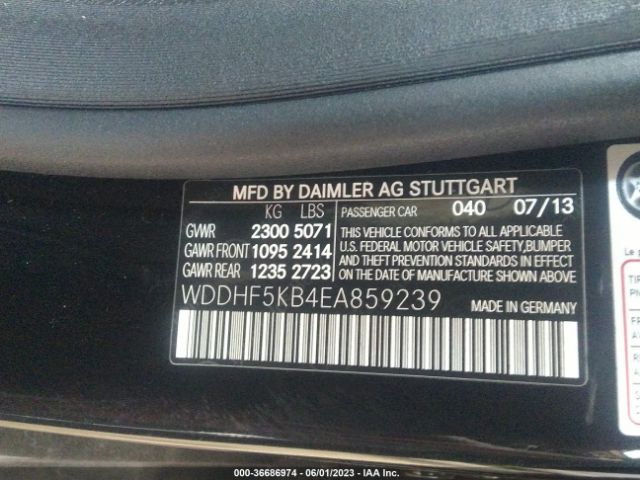 MFD BY DAIMLER AG STUTTGART
KG LBS
GVWR 2300 5071
GAWR FRONT 1095 2414
GAWR REAR 1235 2723
PASSENGER CAR 040 07/13
THIS VEHICLE CONFORMS TO ALL APPLICABLE
U.S. FEDERAL MOTOR VEHICLE SAFETY, BUMPER
AND THEFT PREVENTION STANDARDS IN EFFECT
ON THE DATE OF MANUFACTURE SHOWN ABOVE
WDDHF5KB4EA859239 MADE IN GERMANY
Le p
TIR
PN
000-36686974 / 06/01/2023 - IAA Inc.